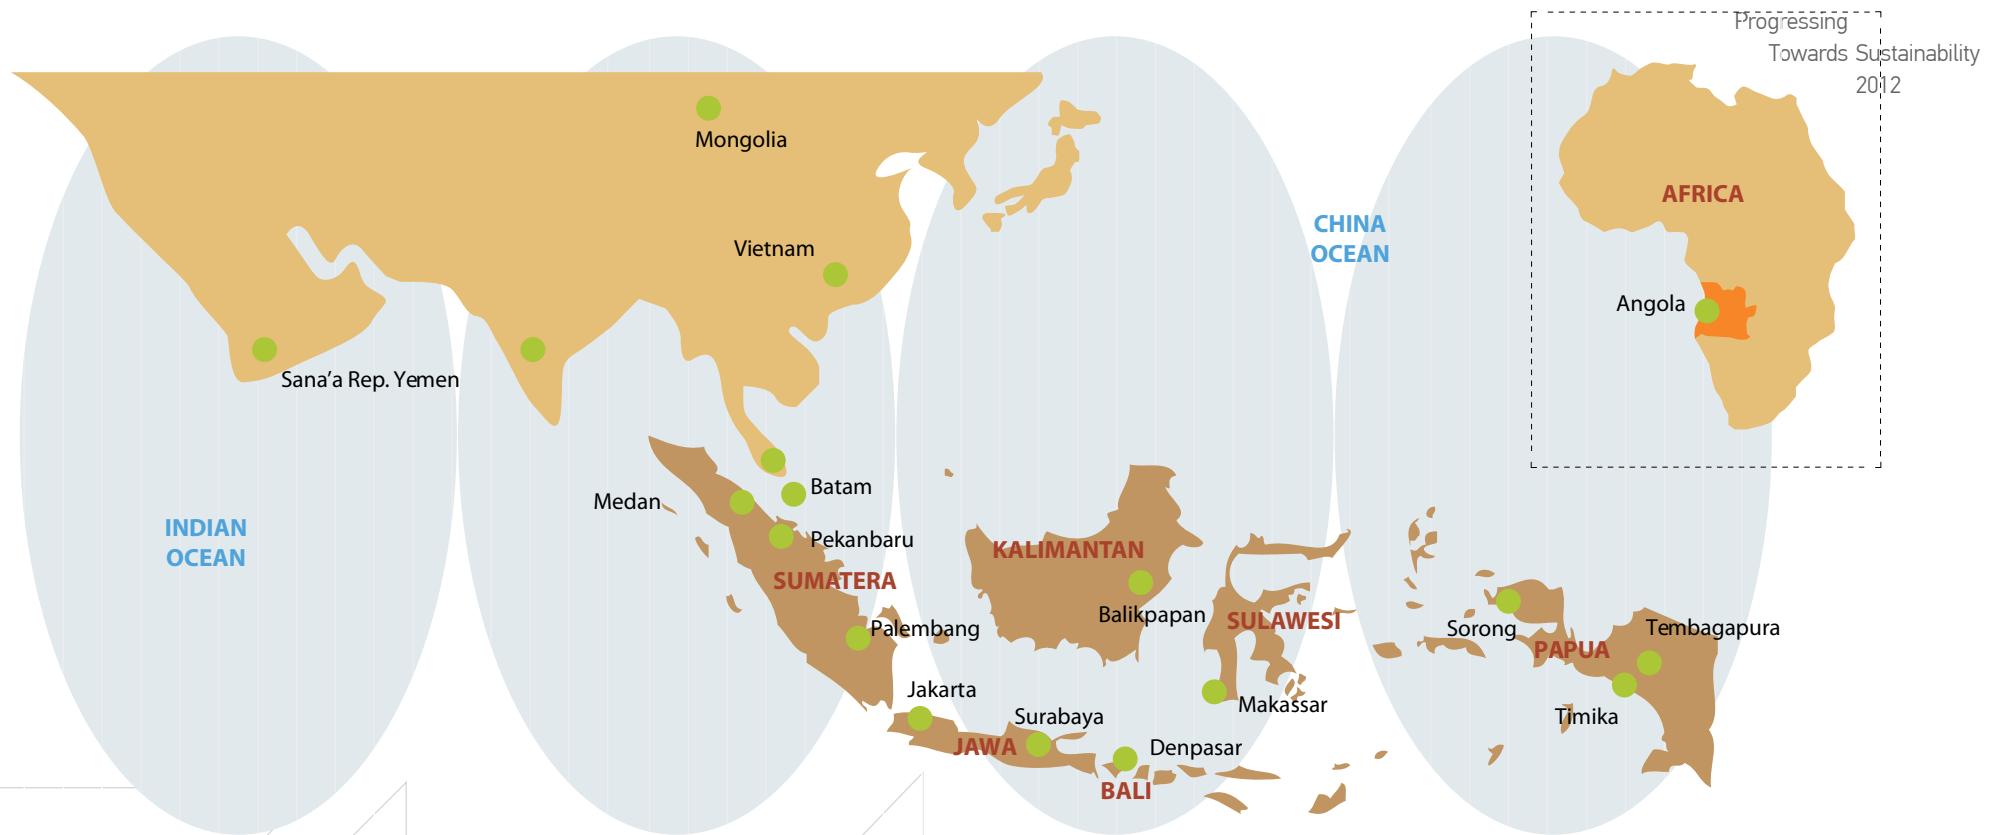 Progressing
Towards Sustainability
2012
Mongolia
AFRICA
CHINA
OCEAN
Vietnam
Angola
Sana’a Rep. Yemen
Batam
Medan
INDIAN
OCEAN
Pekanbaru
KALIMANTAN
SUMATERA
Balikpapan
SULAWESI
Palembang
Sorong
Tembagapura
PAPUA
Jakarta
Makassar
Surabaya
Timika
JAWA
Denpasar
BALI